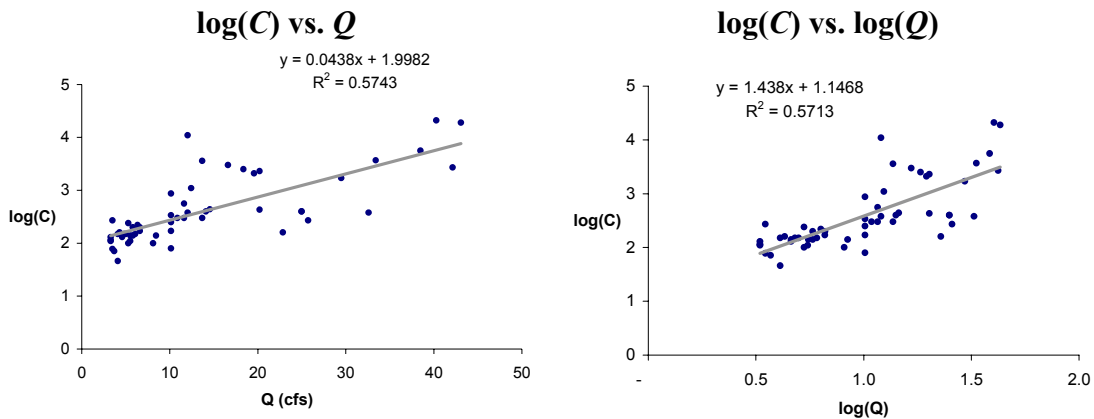 log(C) vs. Q
y = 0.0438x + 1.9982
R² = 0.5743
5
4
3
2
1
0
log(C)
0
10
20
30
40
50
Q (cfs)
log(C) vs. log(Q)
y = 1.438x + 1.1468
R² = 0.5713
5
4
3
2
1
0
log(C)
-
0.5
1.0
1.5
2.0
log(Q)